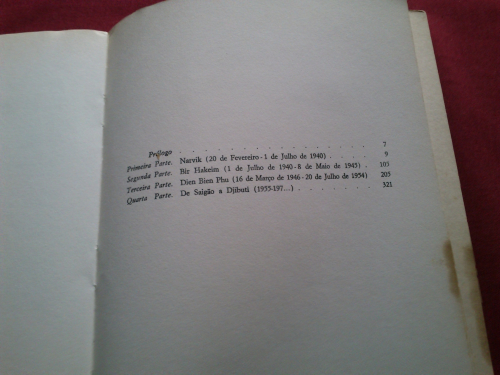 Prólogo . . . . . . . . . . . . . . . . 7
Primeira Parte. Narvik (20 de Fevereiro - 1 de Julho de 1940) . . . . . 9
Segunda Parte. Bir Hakeim (1 de Julho de 1940 - 8 de Maio de 1945) . 105
Terceira Parte. Dien Bien Phu (16 de Março de 1946 - 20 de Julho de 1954) 203
Quarta Parte. De Saigão a Djibuti (1955-197...) . . . . . . . . 321